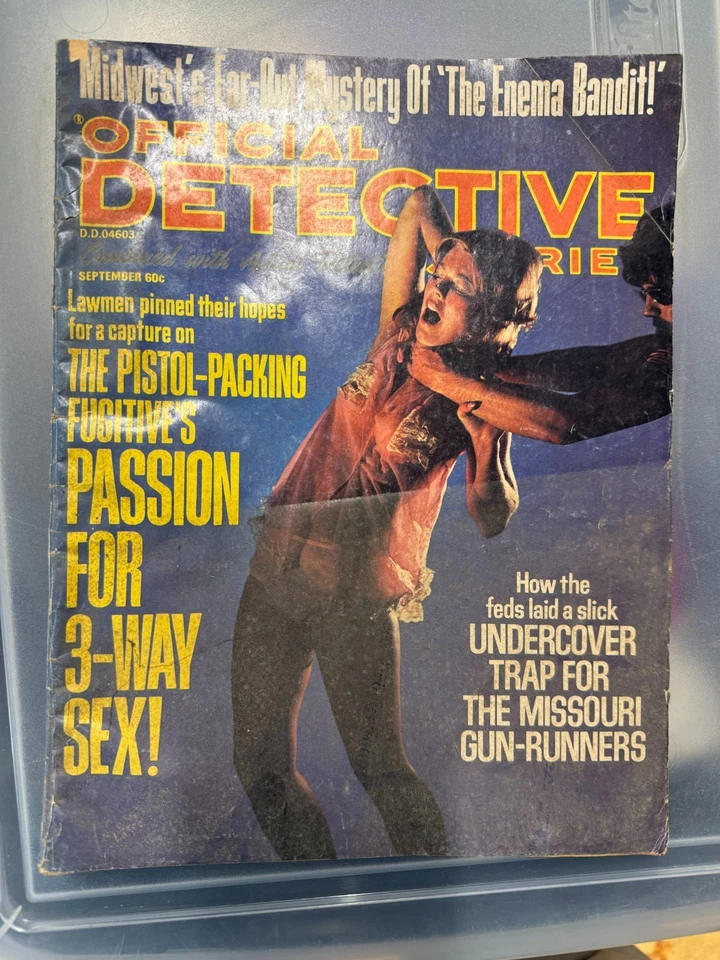 Midwest's Far-Out Mystery Of 'The Enema Bandit!'
®
OFFICIAL
DETECTIVE
D.D.04603
Combined with
SEPTEMBER 60c
Lawmen pinned their hopes
for a capture on
THE PISTOL-PACKING
FUGITIVE'S
PASSION
FOR
3-WAY
SEX!
How the
feds laid a slick
UNDERCOVER
TRAP FOR
THE MISSOURI
GUN-RUNNERS